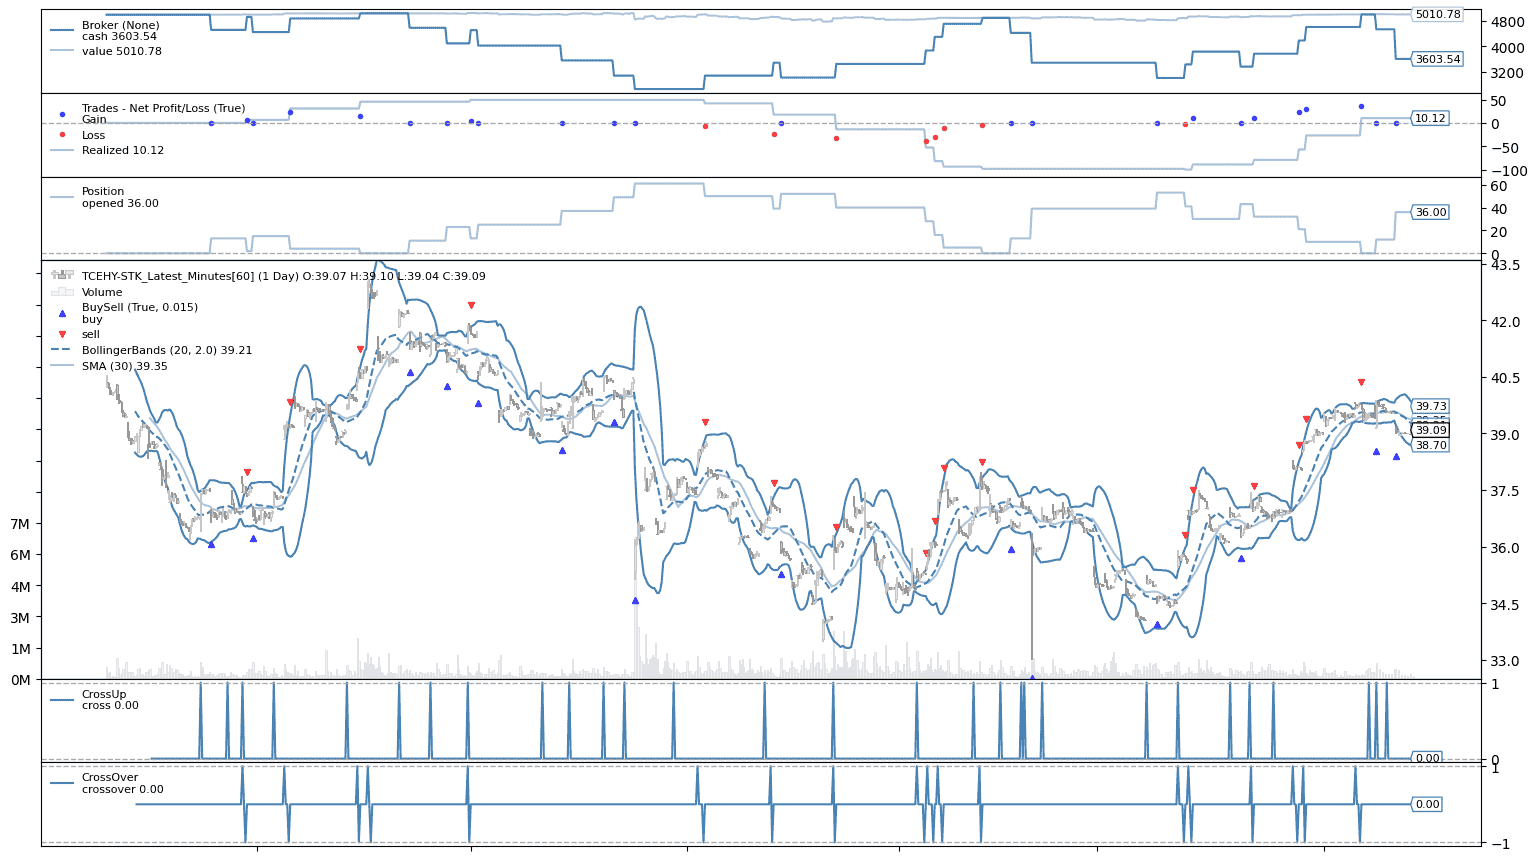 Broker (None)
cash 3603.54
value 5010.78
5010.78
4800
4000
3603.54
3200
Trades - Net Profit/Loss (True)
Gain
Loss
Realized 10.12
50
10.12
0
−50
−100
Position
opened 36.00
60
40
36.00
20
0
TCEHY-STK_Latest_Minutes[60] (1 Day) O:39.07 H:39.10 L:39.04 C:39.09
Volume
BuySell (True, 0.015)
buy
sell
BollingerBands (20, 2.0) 39.21
SMA (30) 39.35
43.5
42.0
40.5
39.73
39.09
39.0
38.70
37.5
36.0
34.5
33.0
7M
6M
4M
3M
1M
0M
CrossUp
cross 0.00
1
0
0.00
CrossOver
crossover 0.00
1
0.00
−1